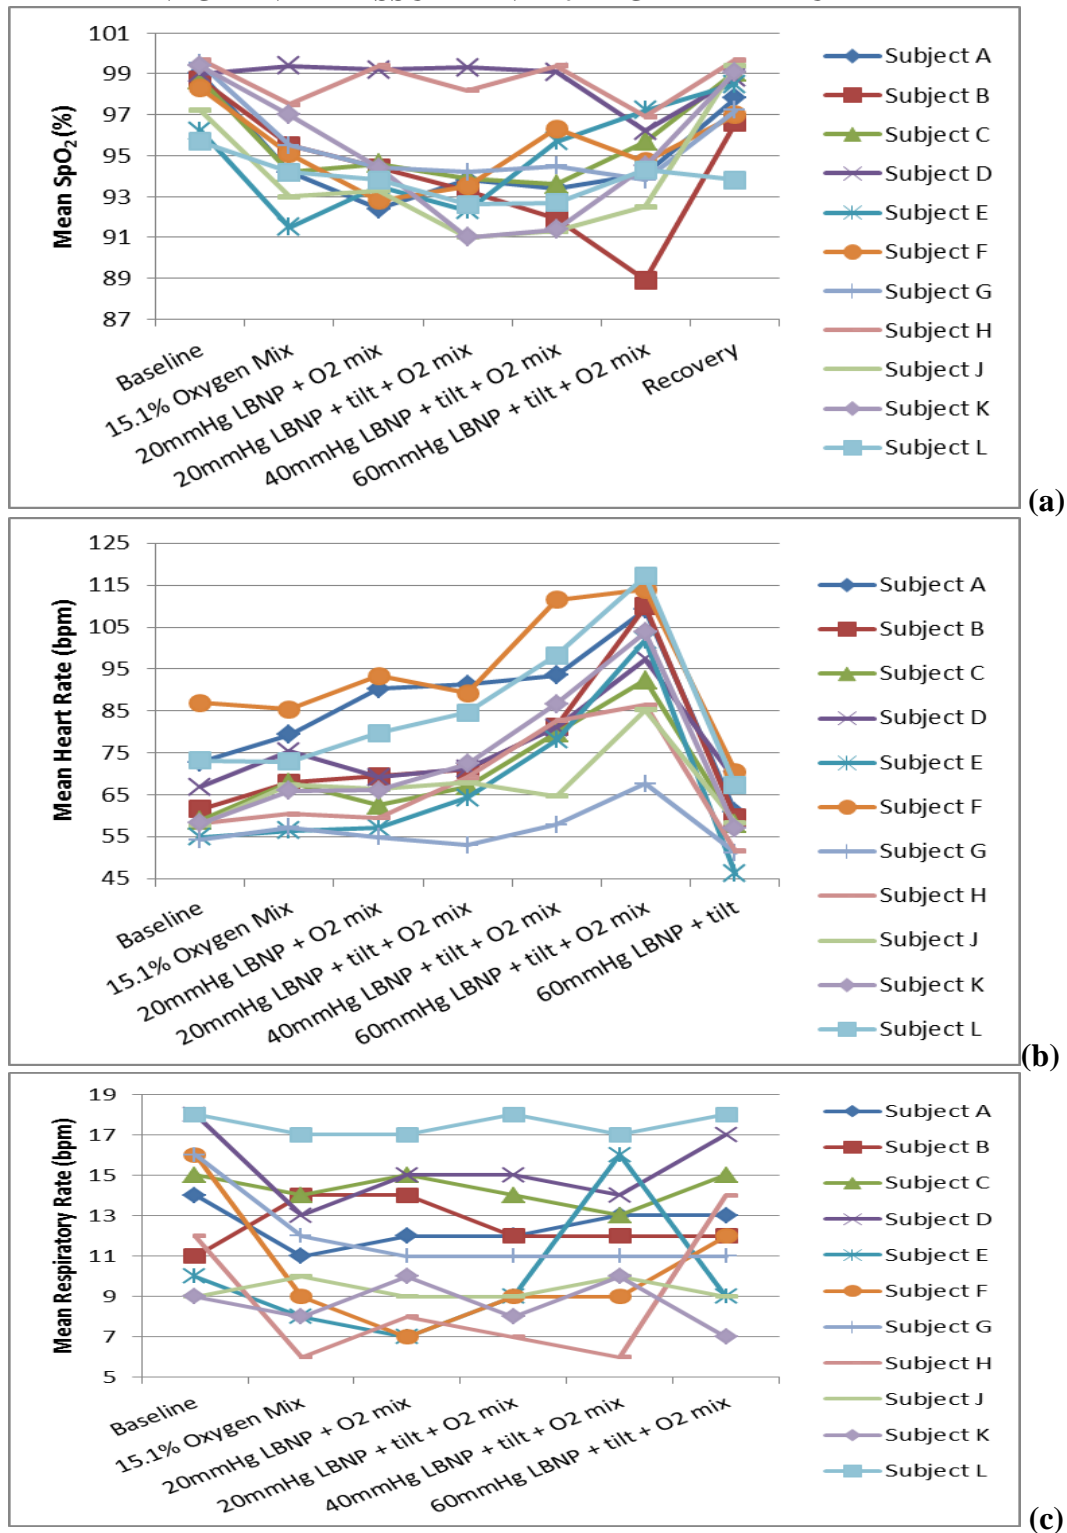 101
99
97
95
93
91
89
87
Mean SpO2 (%)
Baseline
15.1% Oxygen Mix
20mmHg LBNP + O2 mix
20mmHg LBNP + tilt + O2 mix
40mmHg LBNP + tilt + O2 mix
60mmHg LBNP + tilt + O2 mix
Recovery
Subject A
Subject B
Subject C
Subject D
Subject E
Subject F
Subject G
Subject H
Subject J
Subject K
Subject L
(a)
125
115
105
95
85
75
65
55
45
Mean Heart Rate (bpm)
Baseline
15.1% Oxygen Mix
20mmHg LBNP + O2 mix
20mmHg LBNP + tilt + O2 mix
40mmHg LBNP + tilt + O2 mix
60mmHg LBNP + tilt + O2 mix
60mmHg LBNP + tilt
Subject A
Subject B
Subject C
Subject D
Subject E
Subject F
Subject G
Subject H
Subject J
Subject K
Subject L
(b)
19
17
15
13
11
9
7
5
Mean Respiratory Rate (bpm)
Baseline
15.1% Oxygen Mix
20mmHg LBNP + O2 mix
20mmHg LBNP + tilt + O2 mix
40mmHg LBNP + tilt + O2 mix
60mmHg LBNP + tilt + O2 mix
Subject A
Subject B
Subject C
Subject D
Subject E
Subject F
Subject G
Subject H
Subject J
Subject K
Subject L
(c)